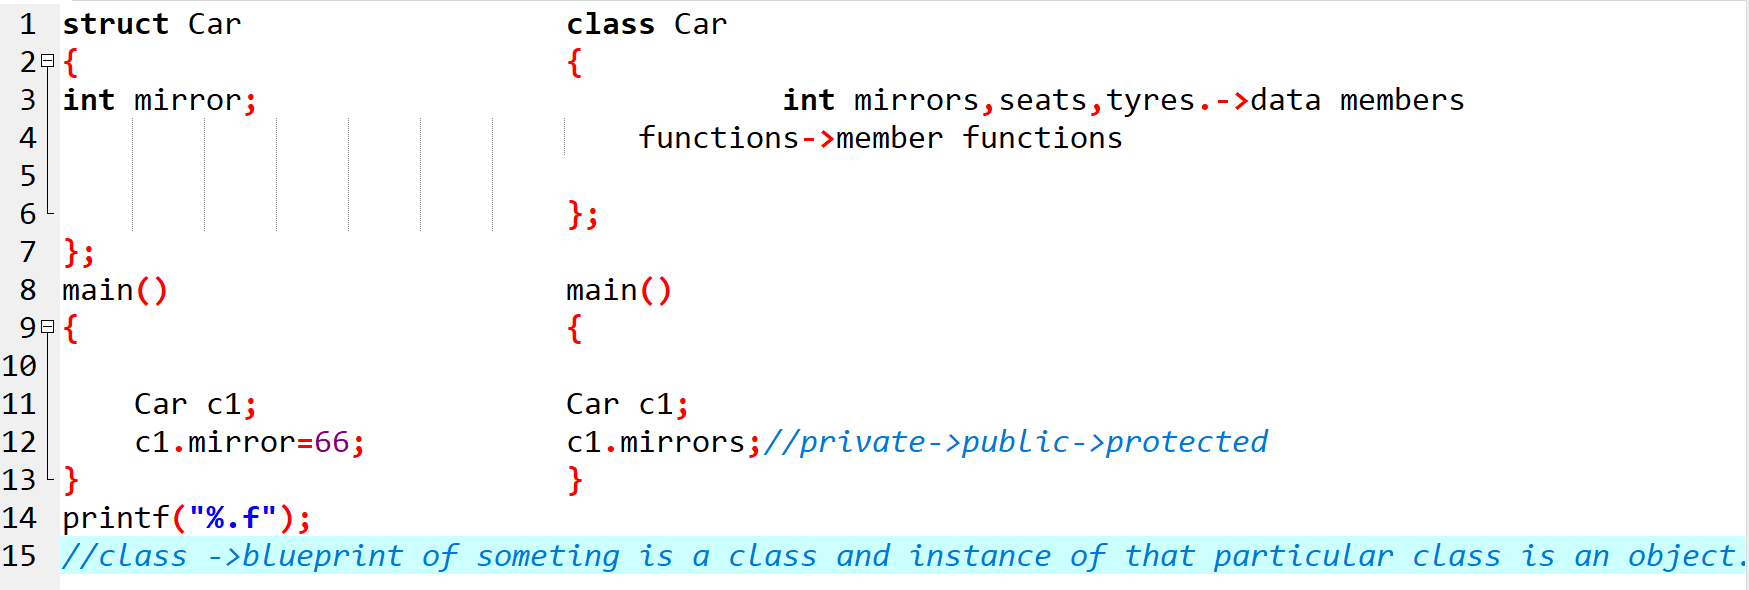 1 struct Car                  class Car
2 {                           {
3 int mirror;                             int mirrors,seats,tyres.->data members
4                                 functions->member functions
5
6                             };
7 };
8 main()                      main()
9 {                           {
10
11     Car c1;                 Car c1;
12     c1.mirror=66;           c1.mirrors;//private->public->protected
13 }                           }
14 printf("%.f");
15 //class ->blueprint of someting is a class and instance of that particular class is an object.